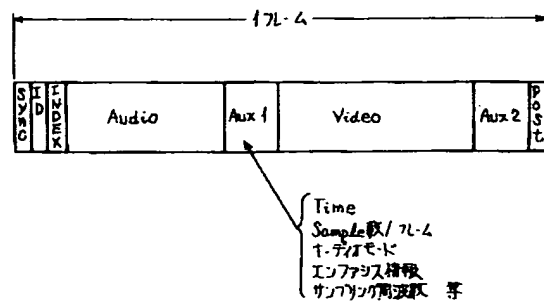 1フレーム
Sync
ID
INDEX
Audio
Aux 1
Video
Aux 2
Post
Time
Sample数/フレーム
オーディオモード
エンファシス情報
サンプリング周波数 等